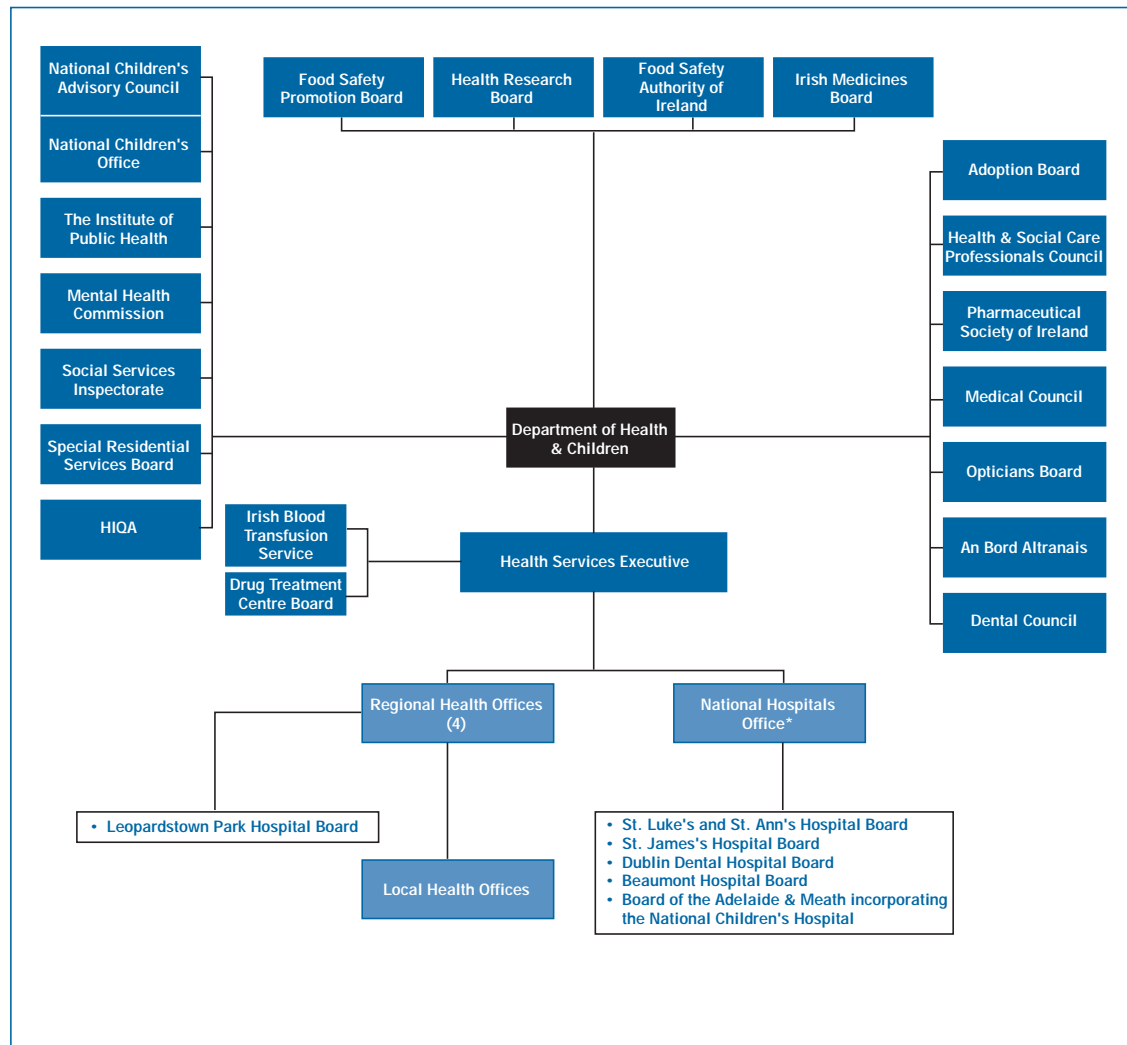 National Children's
Advisory Council
National Children's
Office
The Institute of
Public Health
Mental Health
Commission
Social Services
Inspectorate
Special Residential
Services Board
HIQA
Food Safety
Promotion Board
Health Research
Board
Food Safety
Authority of
Ireland
Irish Medicines
Board
Adoption Board
Health & Social Care
Professionals Council
Pharmaceutical
Society of Ireland
Medical Council
Opticians Board
An Bord Altranais
Dental Council
Department of Health
& Children
Irish Blood
Transfusion
Service
Drug Treatment
Centre Board
Health Services Executive
Regional Health Offices
(4)
National Hospitals
Office*
• Leopardstown Park Hospital Board
Local Health Offices
• St. Luke's and St. Ann's Hospital Board
• St. James's Hospital Board
• Dublin Dental Hospital Board
• Beaumont Hospital Board
• Board of the Adelaide & Meath incorporating
the National Children's Hospital